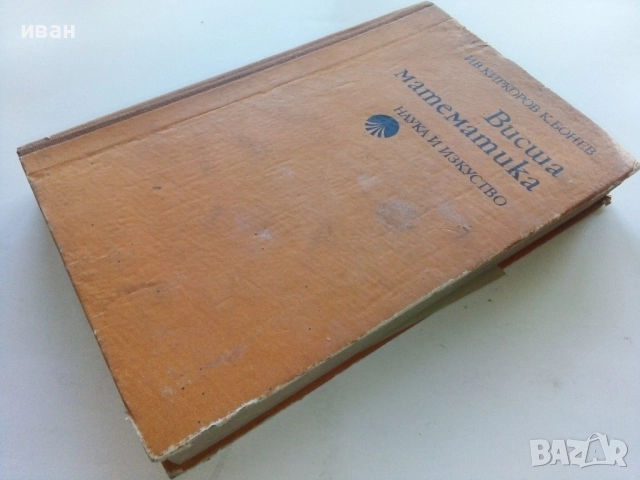 иван
ИВ. КИРКОРОВ К. БОНЕВ
Висша
математика
НАУКА И ИЗКУСТВО
BAZAR